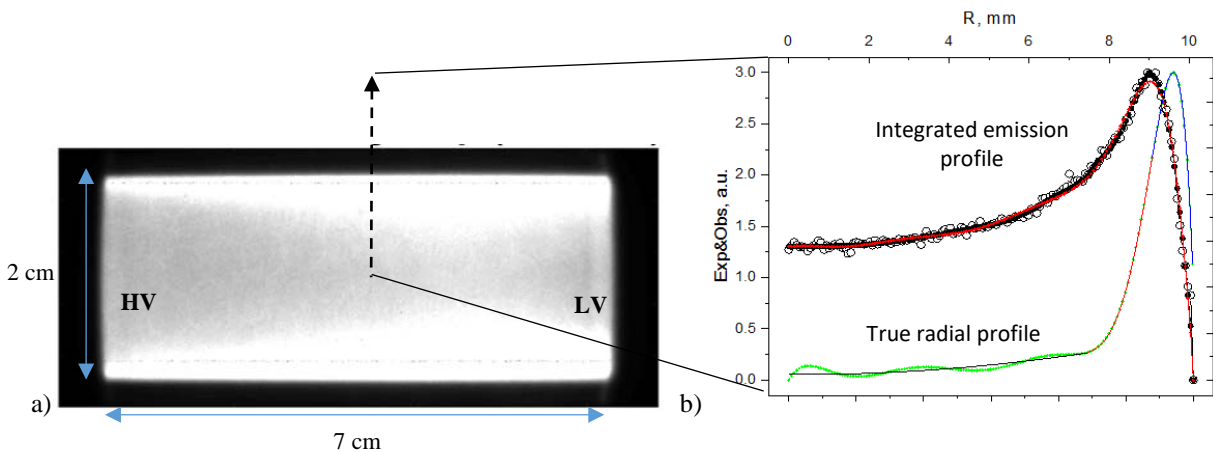 2 cm
HV
LV
a)
7 cm
b)
R, mm
0 2 4 6 8 10
Exp&Obs, a.u.
3.0
2.5
2.0
1.5
1.0
0.5
0.0
Integrated emission
profile
True radial profile